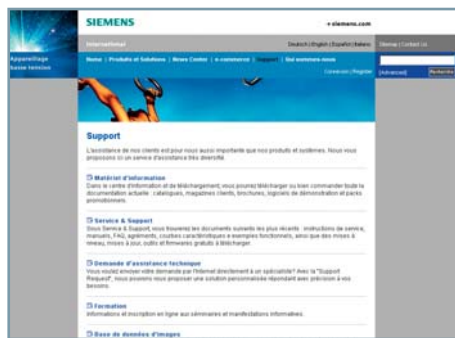 SIEMENS
siemens.com
International
Deutsch | English | Español | Italiano
Sitemap | Contact Us
Appareillage
basse tension
Home | Produits et Solutions | News Center | e-commerce | Support | Qui sommes-nous
Connexion | Register
[Advanced]
Recherche
Support
L'assistance de nos clients est pour nous aussi importante que nos produits et systèmes. Nous vous
proposons ici un service d'assistance très diversifié.
Matériel d'information
Dans le centre d'information et de téléchargement, vous pourrez télécharger ou bien commander toute la
documentation actuelle : catalogues, magazines clients, brochures, logiciels de démonstration et packs
promotionnels.
Service & Support
Sous Service & Support, vous trouverez les documents suivants les plus récents : instructions de service,
manuels, FAQ, agréments, courbes caractéristiques et exemples fonctionnels, ainsi que des mises à
niveau, mises à jour, outils et firmwares gratuits à télécharger.
Demande d'assistance technique
Vous voulez envoyer votre demande par l'Internet directement à un spécialiste? Avec la "Support
Request", nous pouvons vous proposer une solution personnalisée répondant avec précision à vos
besoins.
Formation
Informations et inscription en ligne aux séminaires et manifestations informatives.
Base de données d'images